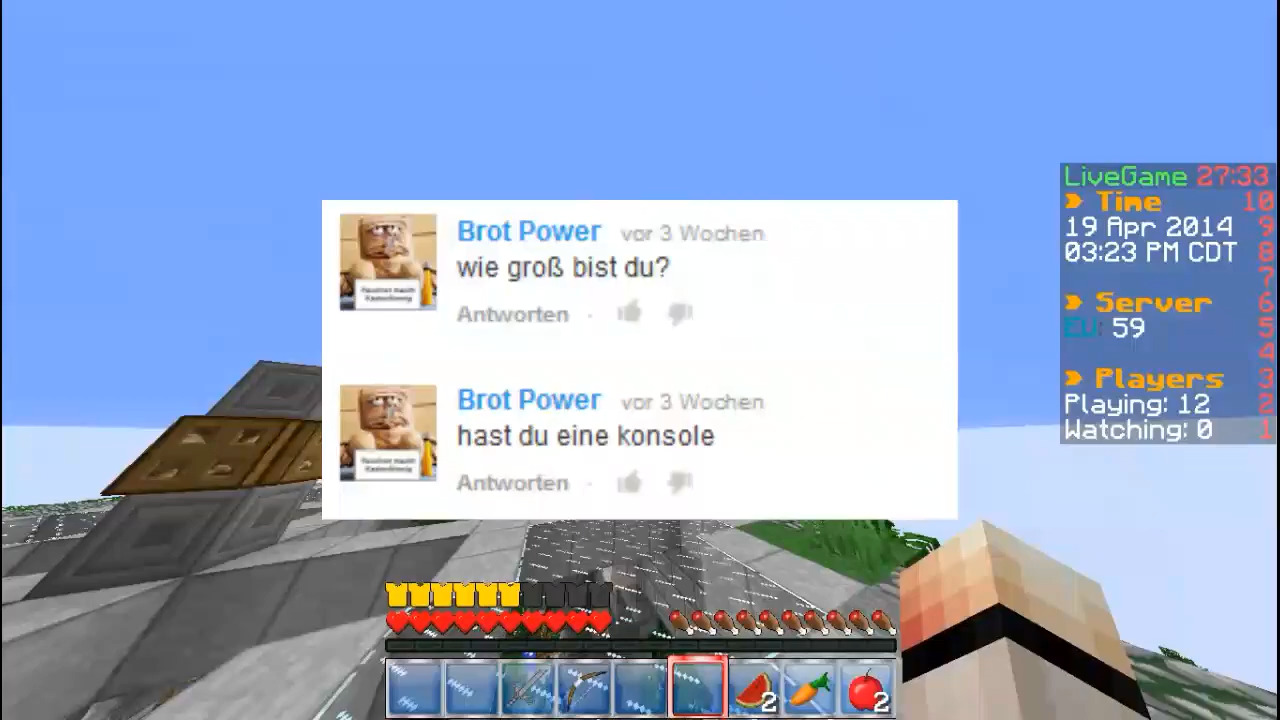 Brot Power vor 3 Wochen
wie groß bist du?
Antworten
Brot Power vor 3 Wochen
hast du eine konsole
Antworten
LiveGame 27:33
Time 10
19 Apr 2014 9
03:23 PM CDT 8
7
Server 6
EU: 59 5
4
Players 3
Playing: 12 2
Watching: 0 1
2
2